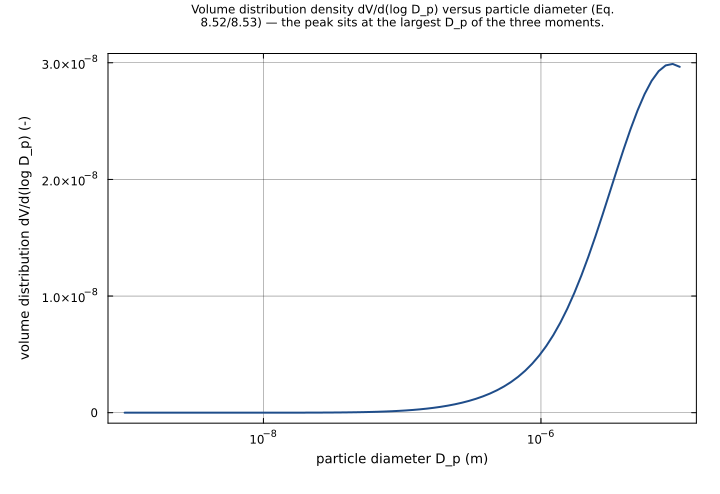 Volume distribution density dV/d(log D_p) versus particle diameter (Eq.
8.52/8.53) — the peak sits at the largest D_p of the three moments.
3.0×10⁻⁸
2.0×10⁻⁸
1.0×10⁻⁸
0
10⁻⁸
10⁻⁶
particle diameter D_p (m)
volume distribution dV/d(log D_p) (-)